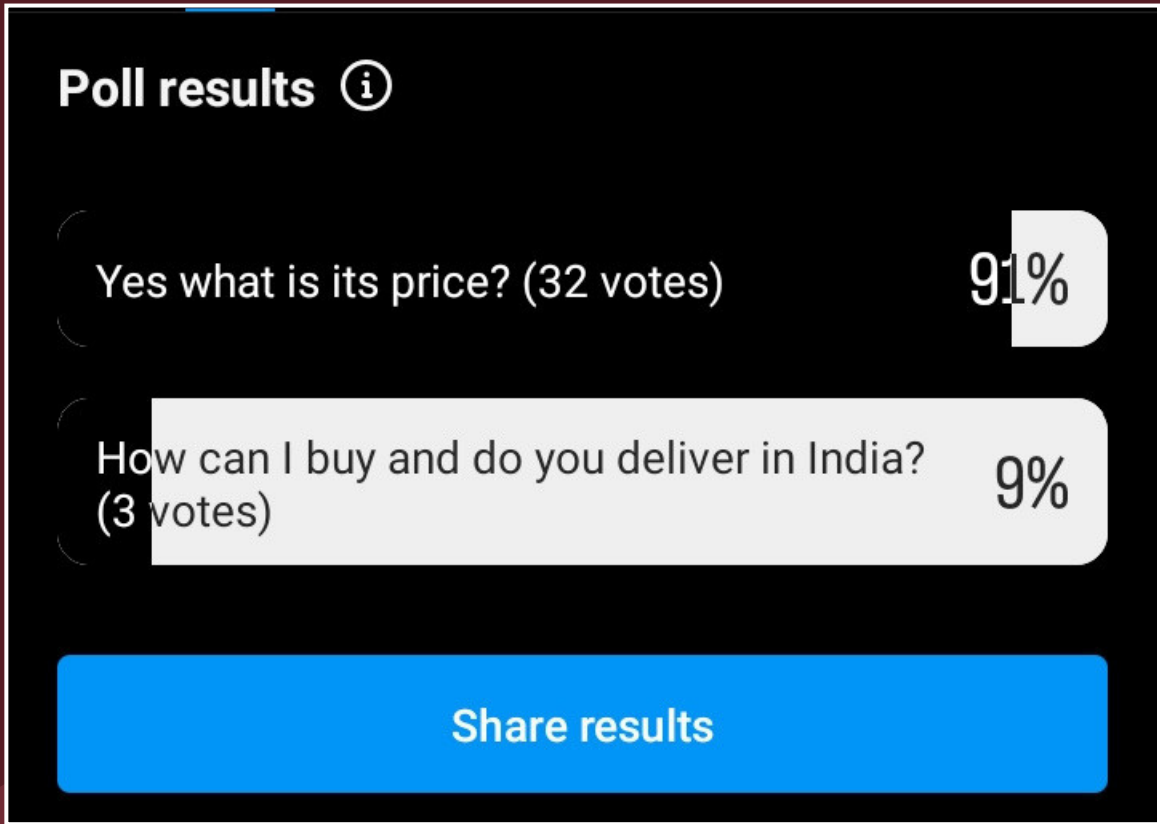 Poll results
Yes what is its price? (32 votes)
91%
How can I buy and do you deliver in India?
(3 votes)
9%
Share results